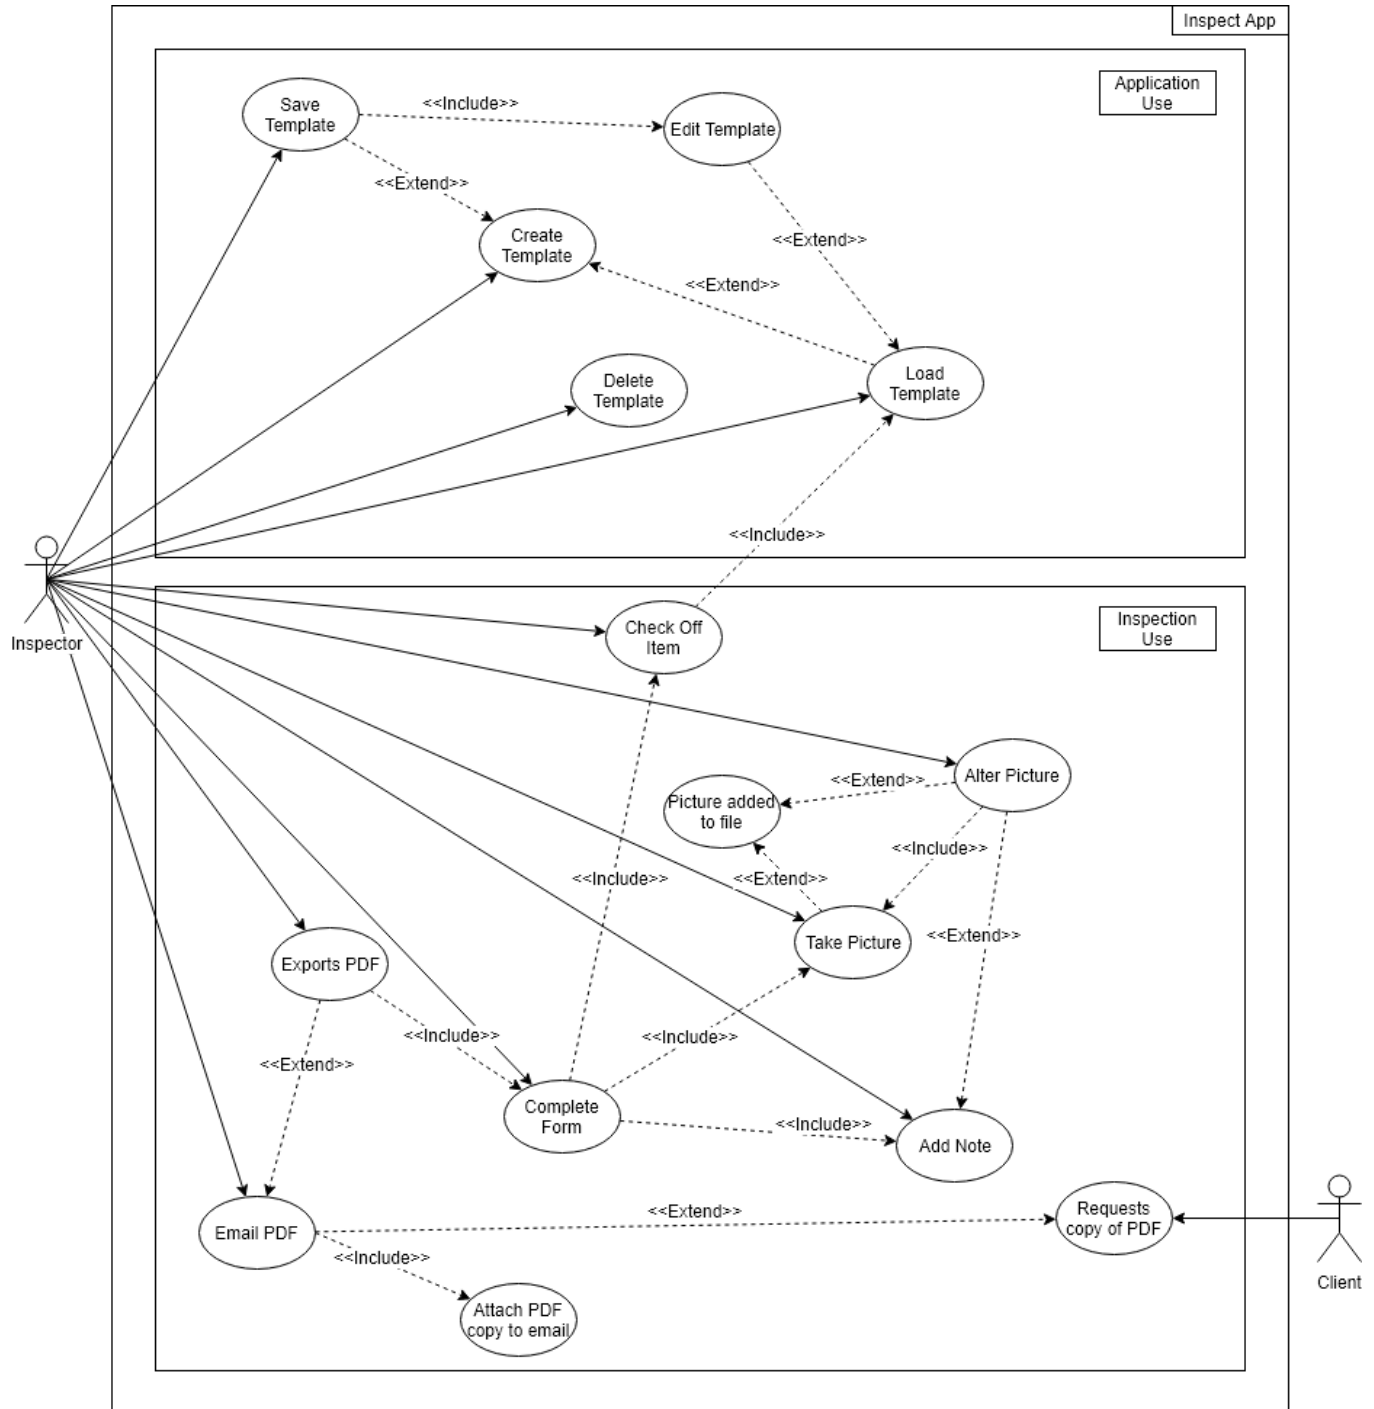 Inspect App
Application
Use
Save
Template
<<Include>>
Edit Template
<<Extend>>
Create
Template
<<Extend>>
<<Extend>>
Delete
Template
Load
Template
<<Include>>
Inspector
Check Off
Item
Inspection
Use
Alter Picture
<<Extend>>
Picture added
to file
<<Include>>
<<Extend>>
<<Include>>
Take Picture
<<Extend>>
Exports PDF
<<Include>>
<<Include>>
<<Extend>>
Complete
Form
<<Include>>
Add Note
Email PDF
<<Extend>>
Requests
copy of PDF
<<Include>>
Attach PDF
copy to email
Client